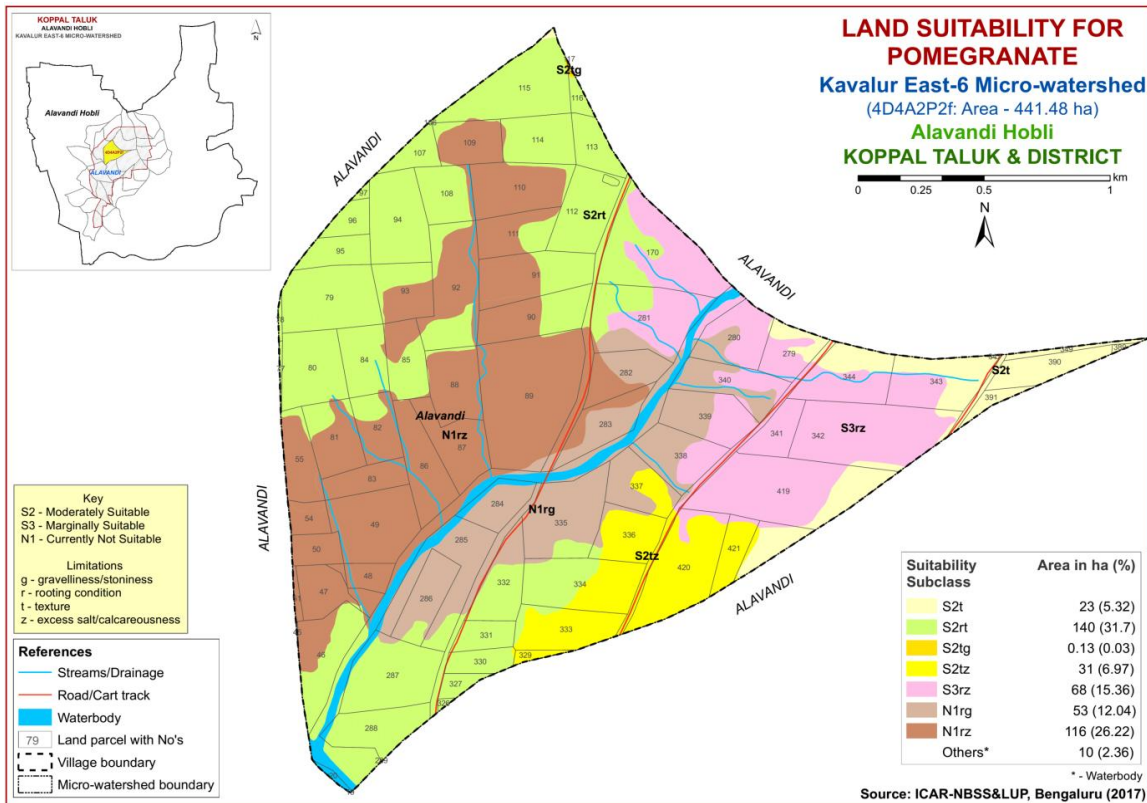 KOPPAL TALUK
ALAVANDI HOBLI
KAVALUR EAST-6 MICRO-WATERSHED
N
Alavandi Hobli
4D4A2P2f
ALAVANDI
LAND SUITABILITY FOR
POMEGRANATE
Kavalur East-6 Micro-watershed
(4D4A2P2f: Area - 441.48 ha)
Alavandi Hobli
KOPPAL TALUK & DISTRICT
km
0 0.25 0.5 1
N
17
S2tg
115
116
109
114
113
107
ALAVANDI
110
108
97
96
94
112
S2rt
111
95
170
91
92
93
79
ALAVANDI
90
281
280
84
85
279
80
282
340
344
343
390
S2t
391
88
89
Alavandi
N1rz
87
339
283
S3rz
341
342
82
81
338
86
55
83
337
419
284
54
49
N1rg
335
336
285
421
50
S2tz
420
48
334
332
47
286
ALAVANDI
ALAVANDI
333
331
46
330
329
287
327
326
288
Key
S2 - Moderately Suitable
S3 - Marginally Suitable
N1 - Currently Not Suitable
Limitations
g - gravelliness/stoniness
r - rooting condition
t - texture
z - excess salt/calcareousness
References
Streams/Drainage
Road/Cart track
Waterbody
79 Land parcel with No's
Village boundary
Micro-watershed boundary
Suitability Subclass Area in ha (%)
S2t 23 (5.32)
S2rt 140 (31.7)
S2tg 0.13 (0.03)
S2tz 31 (6.97)
S3rz 68 (15.36)
N1rg 53 (12.04)
N1rz 116 (26.22)
Others* 10 (2.36)
* - Waterbody
Source: ICAR-NBSS&LUP, Bengaluru (2017)